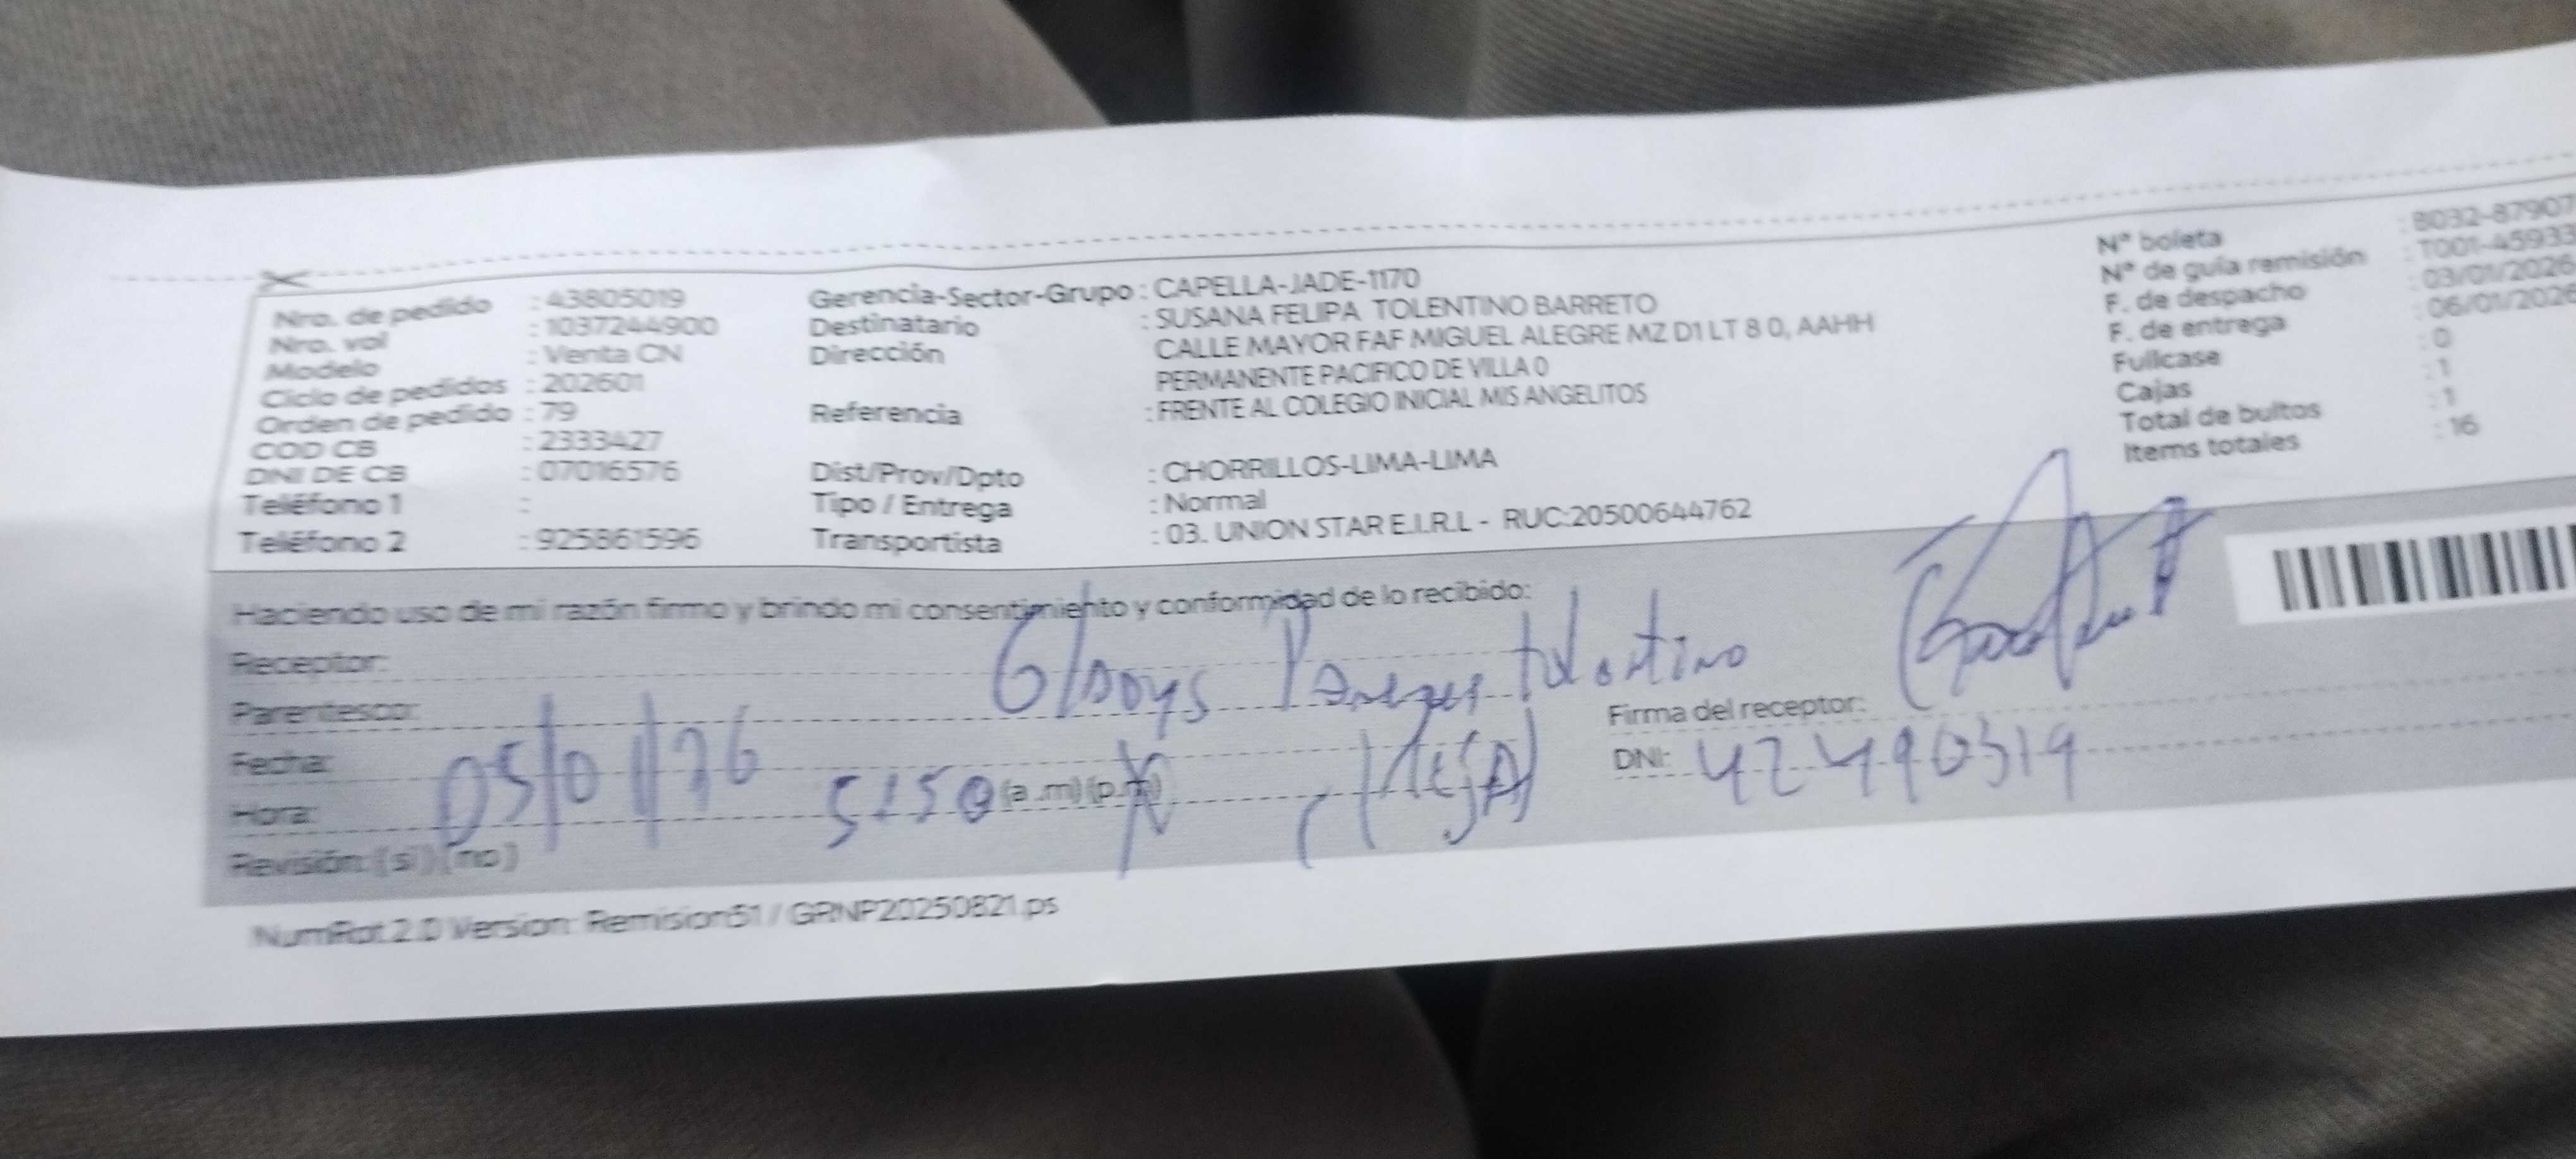 Nro. de pedido : 43805019
Nro. vol : 1037244900
Modelo : Venta CN
Ciclo de pedidos : 202601
Orden de pedido : 79
COD CB : 2333427
DNI DE CB : 07016576
Teléfono 1 :
Teléfono 2 : 925861596
Gerencia-Sector-Grupo : CAPELLA-JADE-1170
Destinatario : SUSANA FELIPA TOLENTINO BARRETO
Dirección CALLE MAYOR FAF MIGUEL ALEGRE MZ D1 LT 8 0, AAHH
PERMANENTE PACIFICO DE VILLA 0
Referencia : FRENTE AL COLEGIO INICIAL MIS ANGELITOS
Dist/Prov/Dpto : CHORRILLOS-LIMA-LIMA
Tipo / Entrega : Normal
Transportista : 03. UNION STAR E.I.R.L - RUC:20500644762
N° boleta : B032-87907
N° de guía remisión : T001-45933
F. de despacho : 03/01/2026
F. de entrega : 06/01/2026
Fullcase : 0
Cajas : 1
Total de bultos : 1
Items totales : 16
Haciendo uso de mi razón firmo y brindo mi consentimiento y conformidad de lo recibido:
Receptor: Gladys Tolentino
Parentesco:
Firma del receptor:
Fecha: 05/01/26
(Hija)
DNI: 42490319
Hora: 5:50 (a .m) (p.m)
Revisión: (si) (no)
NumRot 2.0 Version: Remision51 / GRNP20250821.ps